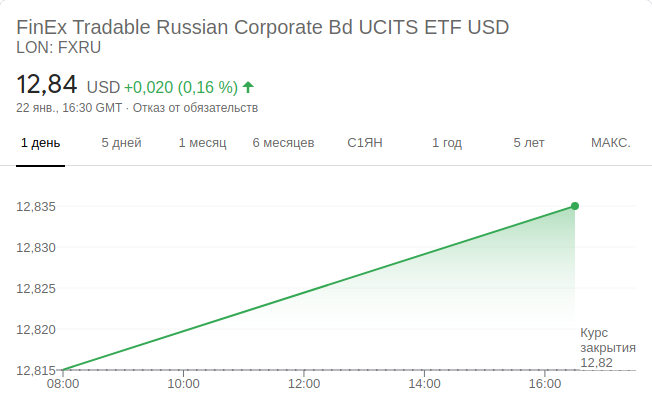 FinEx Tradable Russian Corporate Bd UCITS ETF USD
LON: FXRU
12,84 USD +0,020 (0,16 %)
22 янв., 16:30 GMT · Отказ от обязательств
1 день 5 дней 1 месяц 6 месяцев С1ЯН 1 год 5 лет МАКС.
12,835
12,830
12,825
12,820
12,815
Курс
закрытия
12,82
08:00 10:00 12:00 14:00 16:00